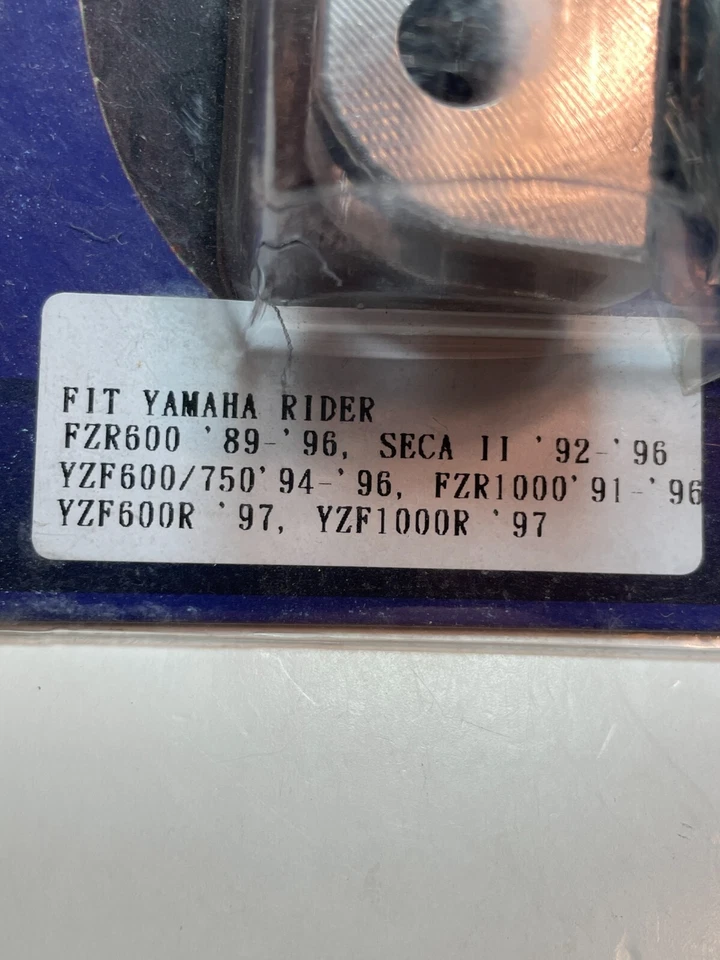 FIT YAMAHA RIDER
FZR600 '89-'96, SECA II '92-'96
YZF600/750'94-'96, FZR1000'91-'96
YZF600R '97, YZF1000R '97